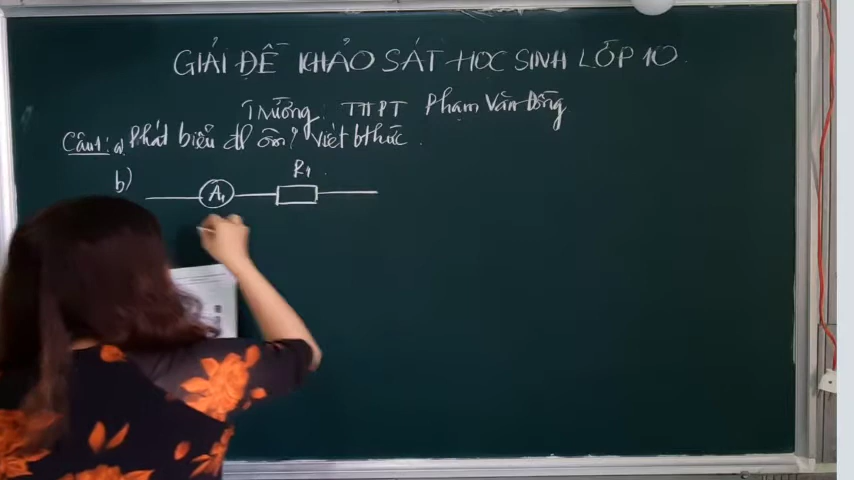 GIẢI ĐỀ KHẢO SÁT HỌC SINH LỚP 10
Trường: THPT Phạm Văn Đồng
Câu 1: a) Phát biểu đl ôm? Viết bthức.
b)
R₁
A₁